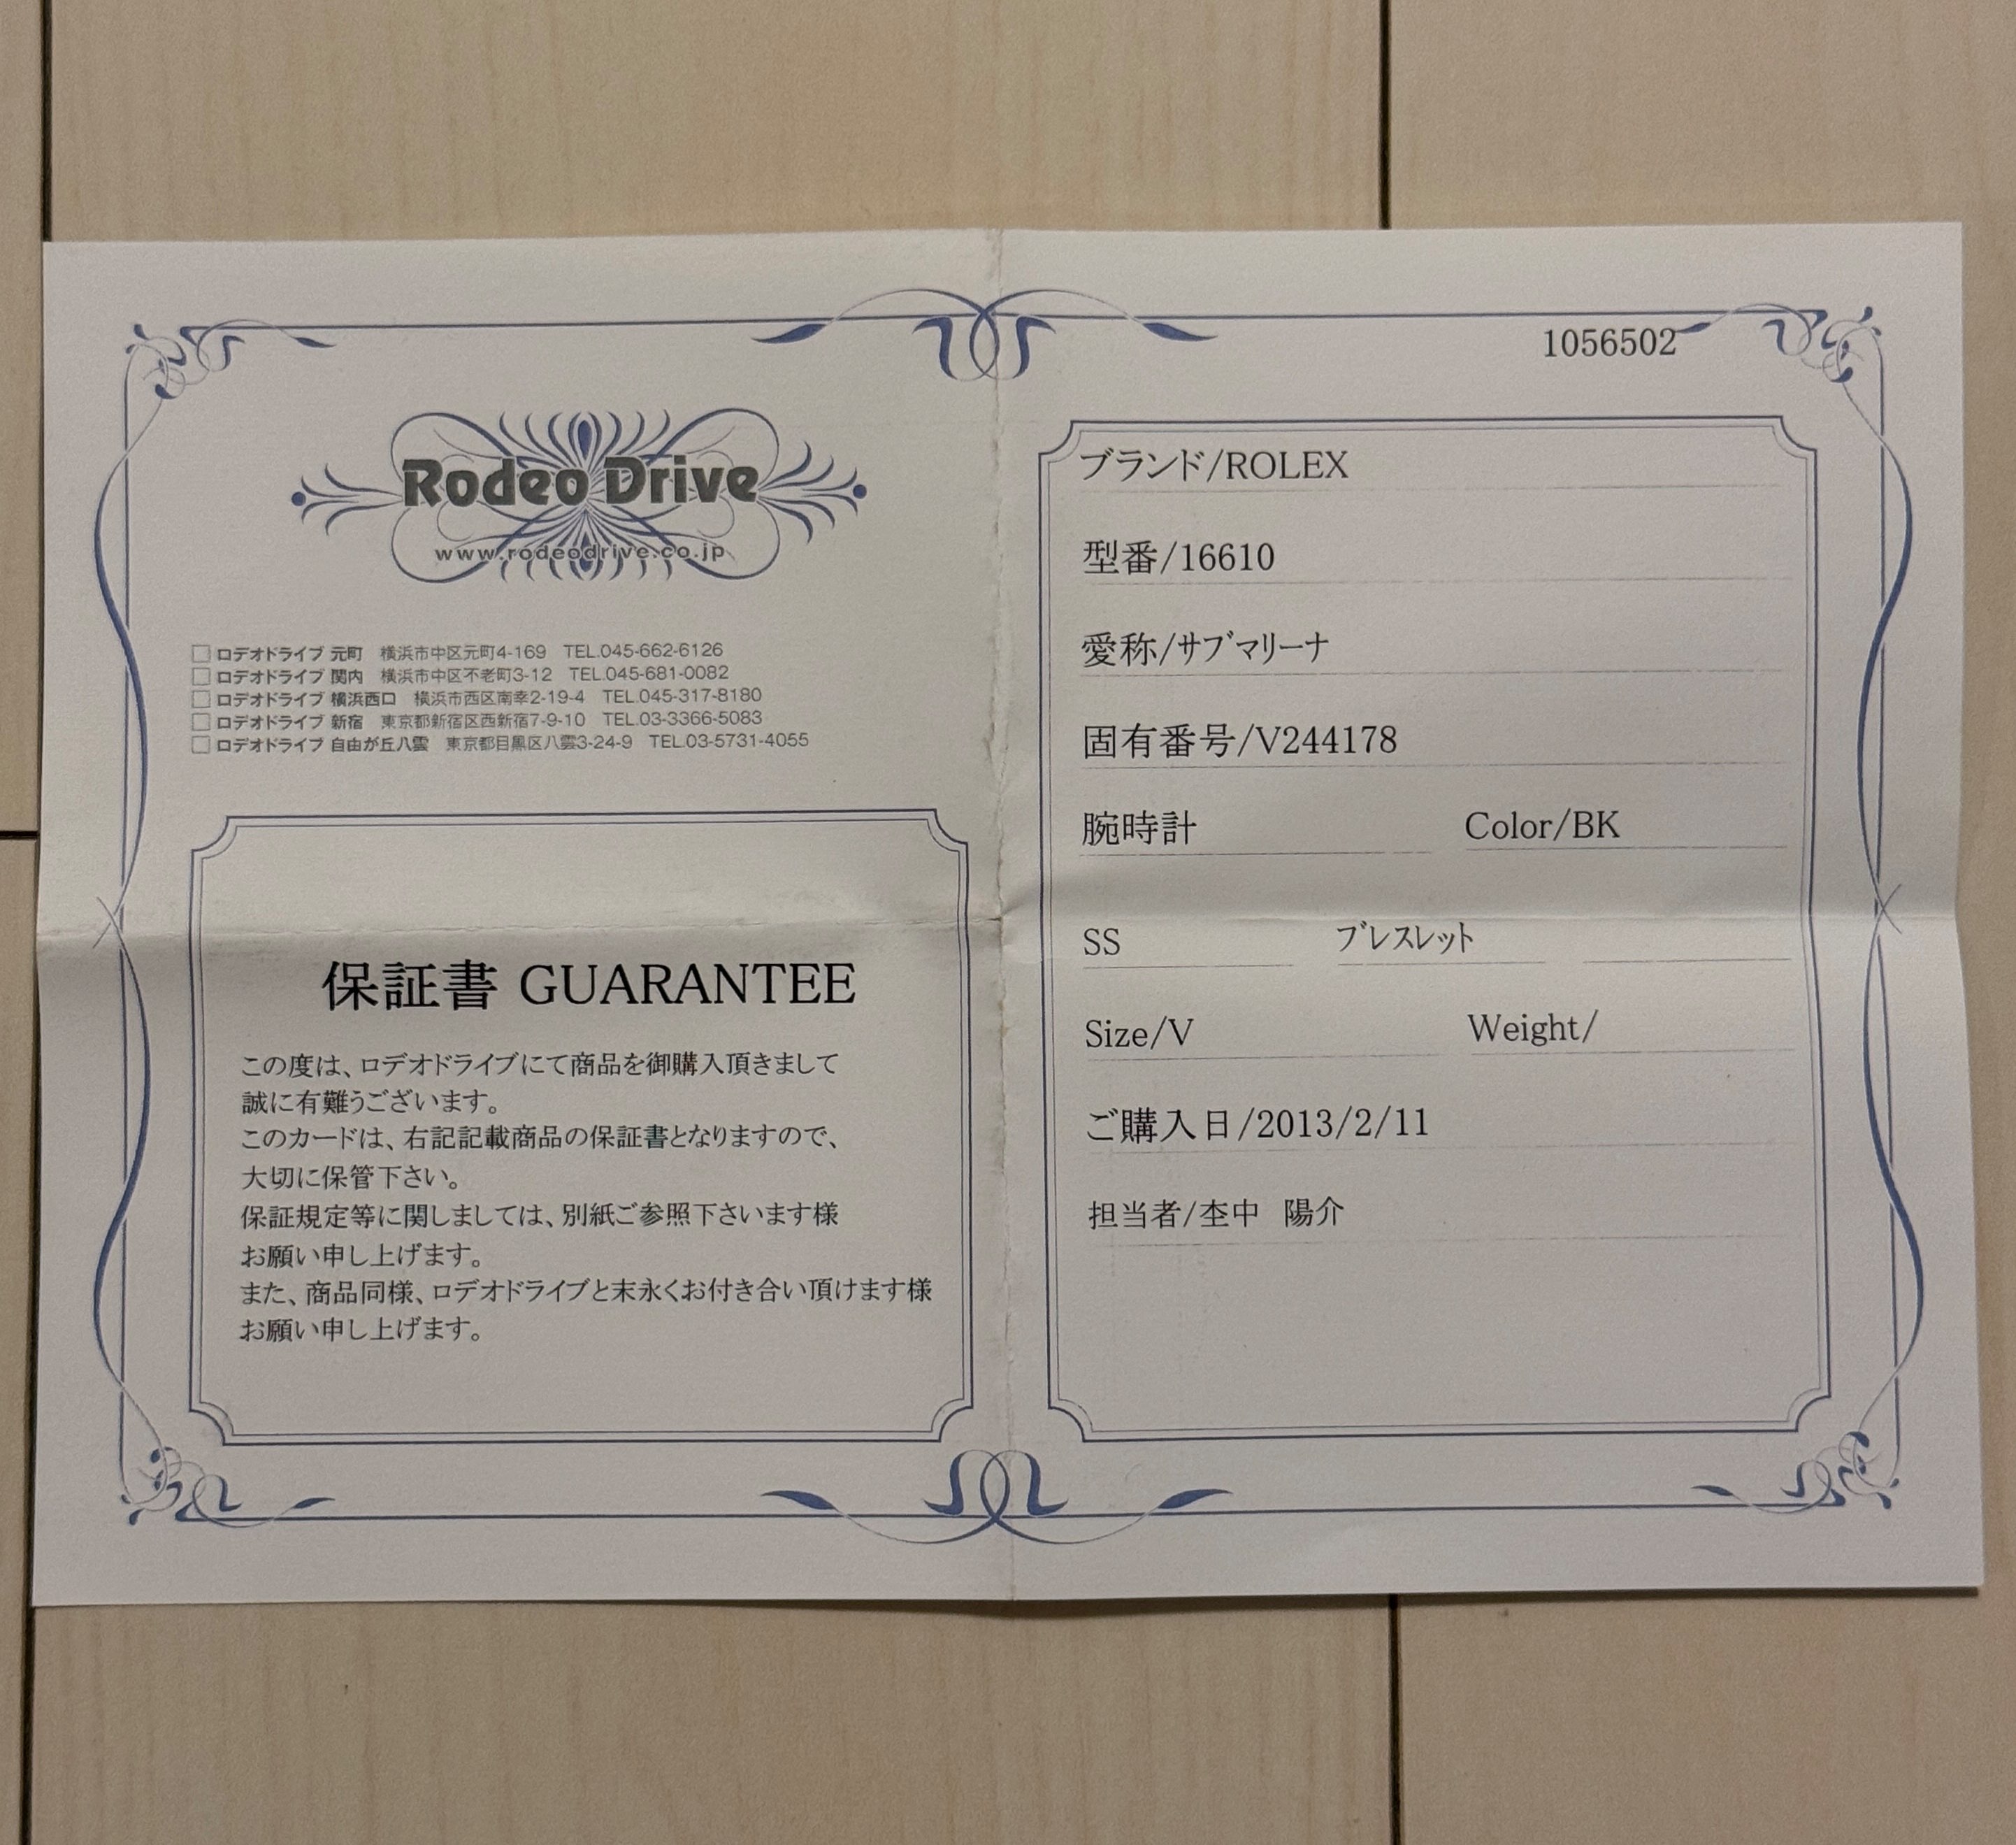 Rodeo Drive
www.rodeodrive.co.jp
□ロデオドライブ 元町　横浜市中区元町4-169　TEL.045-662-6126
□ロデオドライブ 関内　横浜市中区不老町3-12　TEL.045-681-0082
□ロデオドライブ 横浜西口　横浜市西区南幸2-19-4　TEL.045-317-8180
□ロデオドライブ 新宿　東京都新宿区西新宿7-9-10　TEL.03-3366-5083
□ロデオドライブ 自由が丘八雲　東京都目黒区八雲3-24-9　TEL.03-5731-4055
保証書 GUARANTEE
この度は、ロデオドライブにて商品を御購入頂きまして
誠に有難うございます。
このカードは、右記記載商品の保証書となりますので、
大切に保管下さい。
保証規定等に関しましては、別紙ご参照下さいます様
お願い申し上げます。
また、商品同様、ロデオドライブと末永くお付き合い頂けます様
お願い申し上げます。
1056502
ブランド/ROLEX
型番/16610
愛称/ｻﾌﾞﾏﾘｰﾅ
固有番号/V244178
腕時計　Color/BK
SS　ﾌﾞﾚｽﾚｯﾄ
Size/V　Weight/
ご購入日/2013/2/11
担当者/杢中　陽介